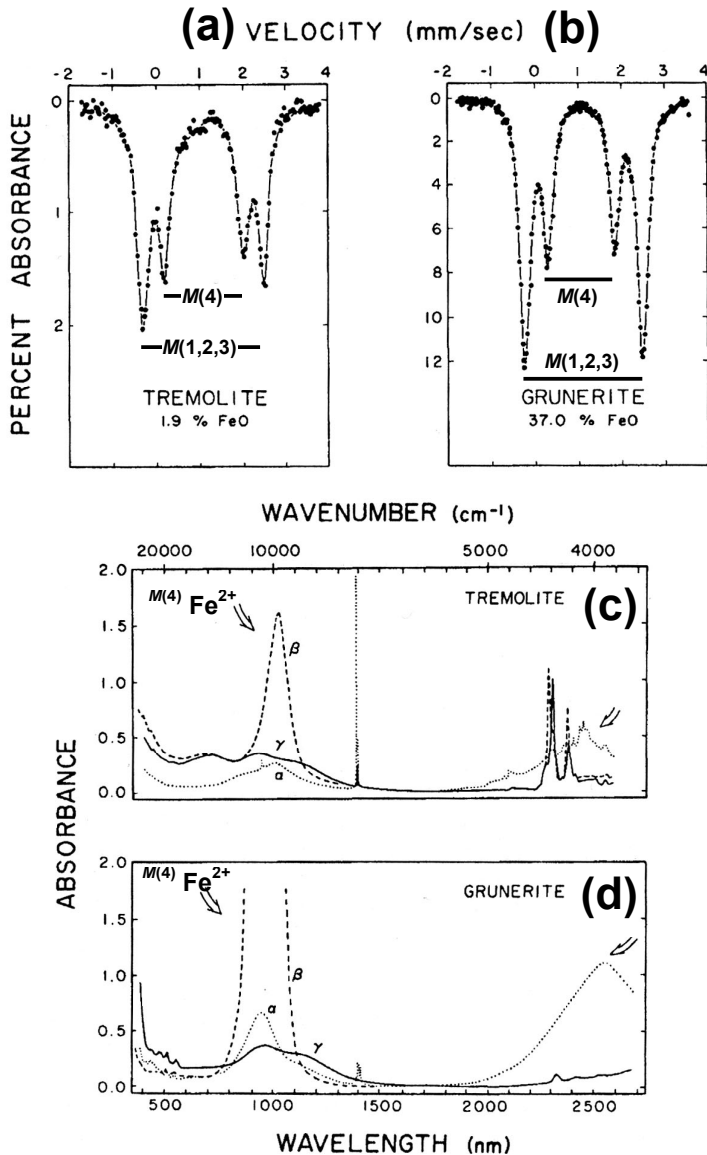 (a) VELOCITY (mm/sec) (b)
-2 -1 0 1 2 3 4
-2 -1 0 1 2 3 4
PERCENT ABSORBANCE
0
1
2
M(4)
M(1,2,3)
TREMOLITE
1.9 % FeO
0
2
4
6
8
10
12
M(4)
M(1,2,3)
GRUNERITE
37.0 % FeO
WAVENUMBER (cm⁻¹)
20000 10000 5000 4000
ABSORBANCE
2.0
1.5
1.0
0.5
0.0
M(4) Fe²⁺
TREMOLITE (c)
β
γ
α
2.0
1.5
1.0
0.5
0.0
M(4) Fe²⁺
GRUNERITE (d)
β
α
γ
500 1000 1500 2000 2500
WAVELENGTH (nm)